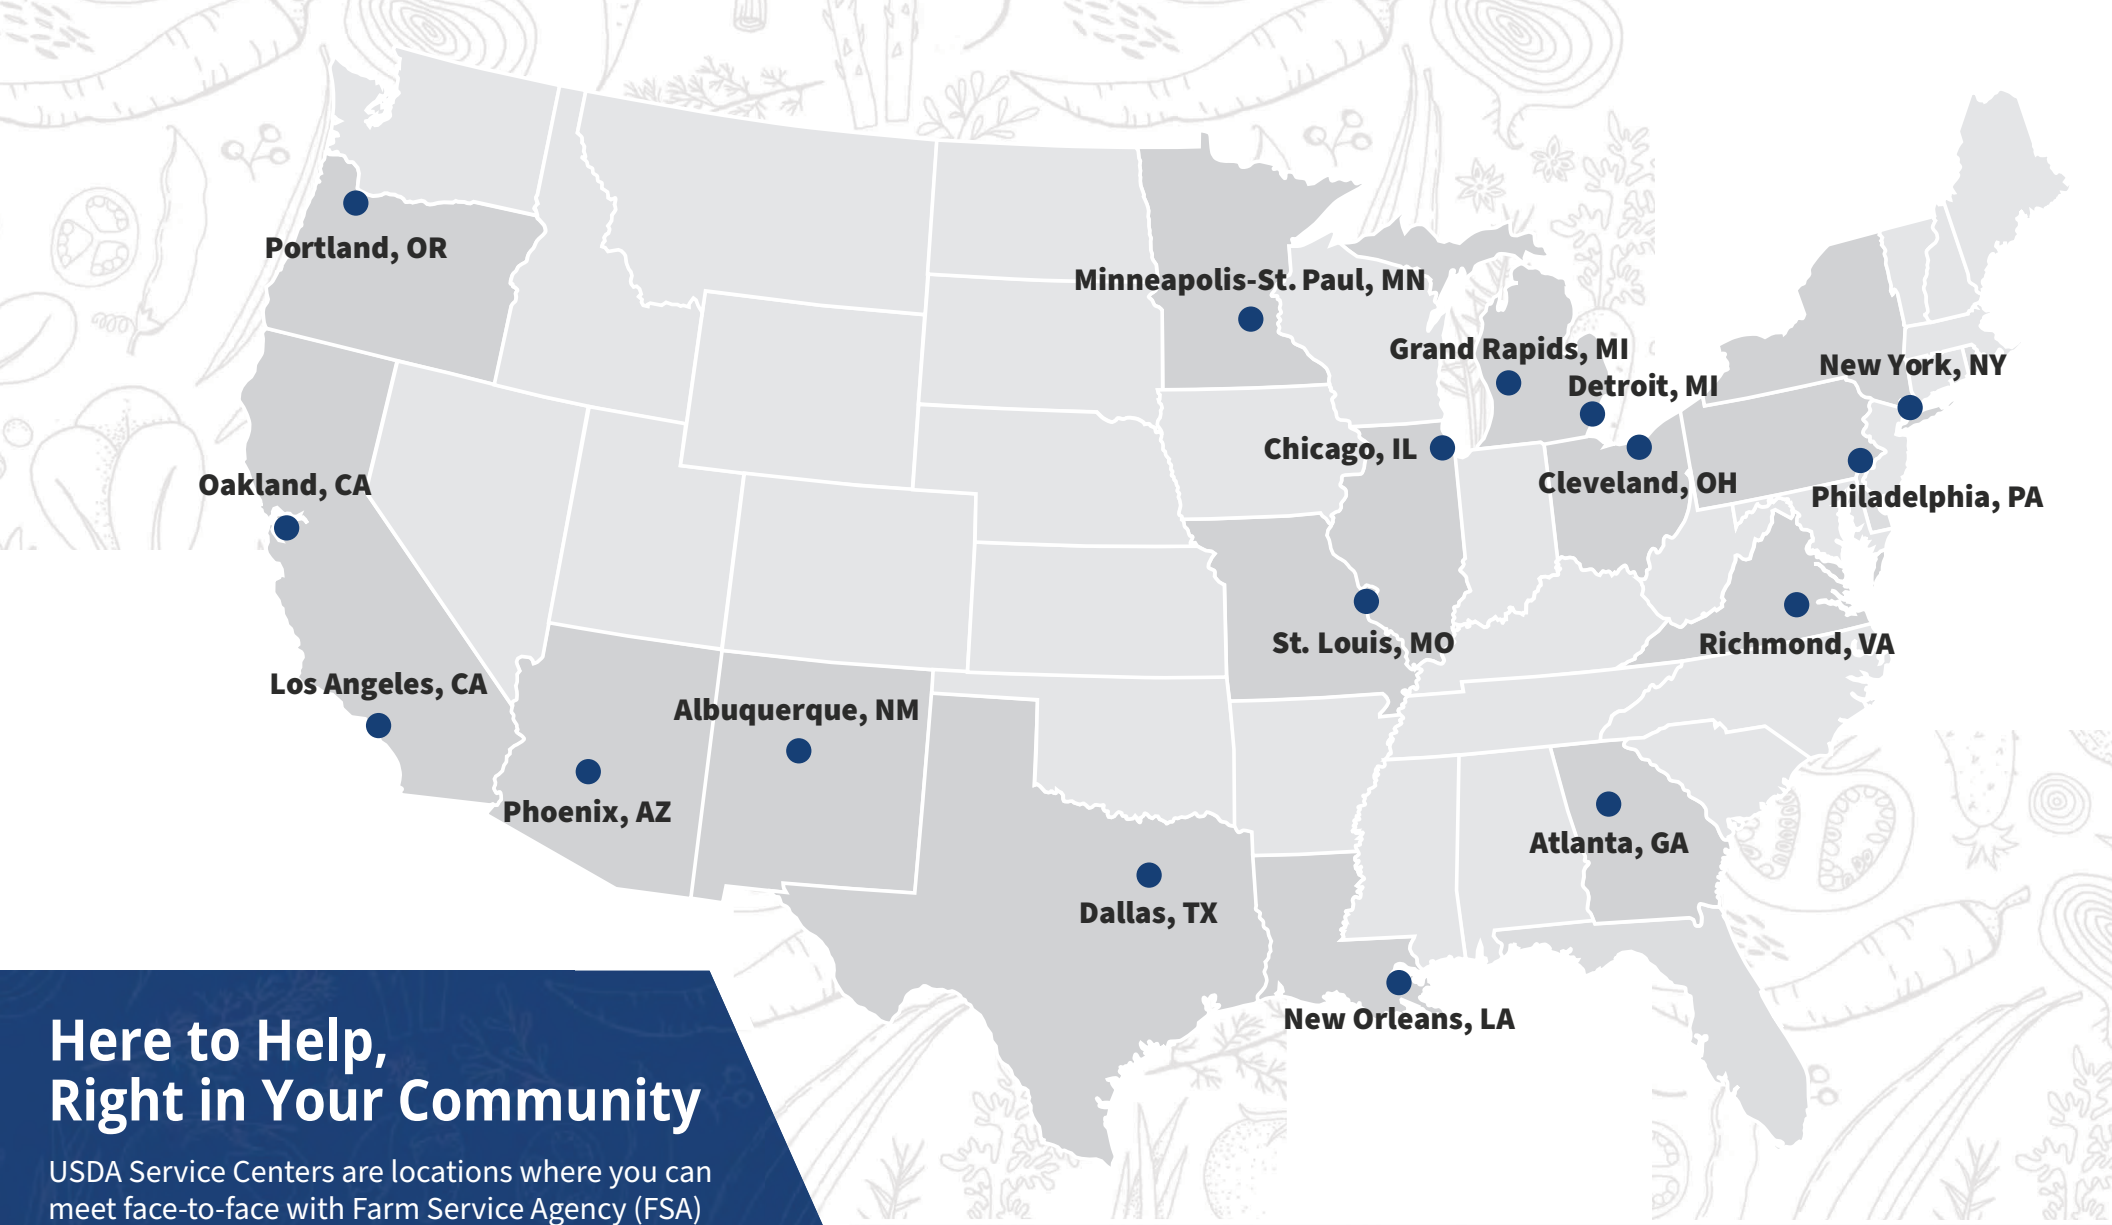 Portland, OR
Minneapolis-St. Paul, MN
Grand Rapids, MI
New York, NY
Detroit, MI
Chicago, IL
Cleveland, OH
Oakland, CA
Philadelphia, PA
St. Louis, MO
Richmond, VA
Los Angeles, CA
Albuquerque, NM
Phoenix, AZ
Atlanta, GA
Dallas, TX
New Orleans, LA
Here to Help,
Right in Your Community
USDA Service Centers are locations where you can
meet face-to-face with Farm Service Agency (FSA)